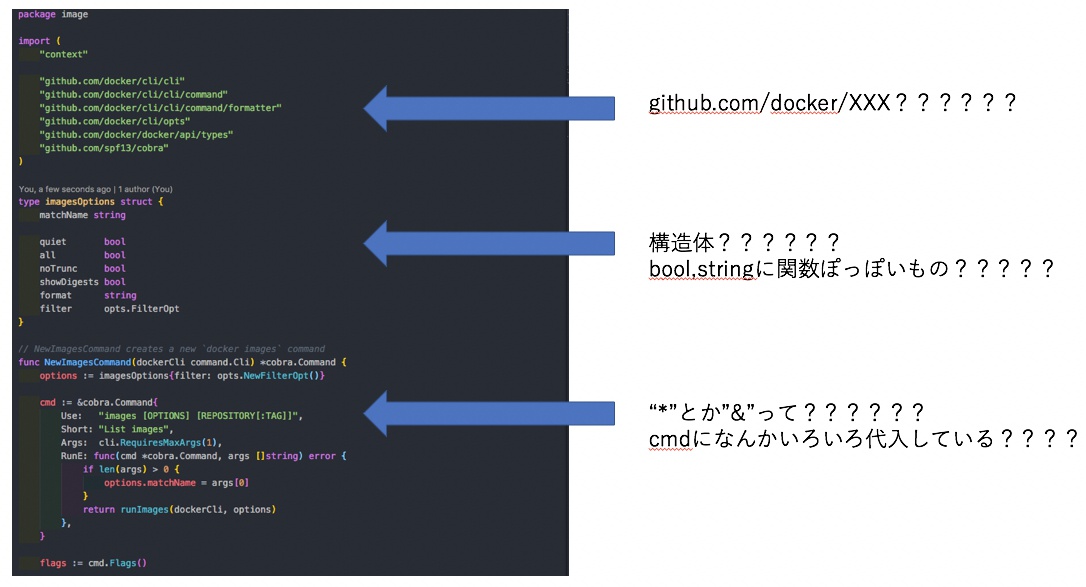 package image
import (
"context"
"github.com/docker/cli/cli"
"github.com/docker/cli/cli/command"
"github.com/docker/cli/cli/command/formatter"
"github.com/docker/cli/opts"
"github.com/docker/docker/api/types"
"github.com/spf13/cobra"
)
You, a few seconds ago | 1 author (You)
type imagesOptions struct {
matchName string
quiet bool
all bool
noTrunc bool
showDigests bool
format string
filter opts.FilterOpt
}
// NewImagesCommand creates a new `docker images` command
func NewImagesCommand(dockerCli command.Cli) *cobra.Command {
options := imagesOptions{filter: opts.NewFilterOpt()}
cmd := &cobra.Command{
Use: "images [OPTIONS] [REPOSITORY[:TAG]]",
Short: "List images",
Args: cli.RequiresMaxArgs(1),
RunE: func(cmd *cobra.Command, args []string) error {
if len(args) > 0 {
options.matchName = args[0]
}
return runImages(dockerCli, options)
},
}
flags := cmd.Flags()
github.com/docker/XXX？？？？？？
構造体？？？？？？
bool,stringに関数ぽっぽいもの？？？？？
“*”とか”&”って？？？？？？
cmdになんかいろいろ代入している？？？？